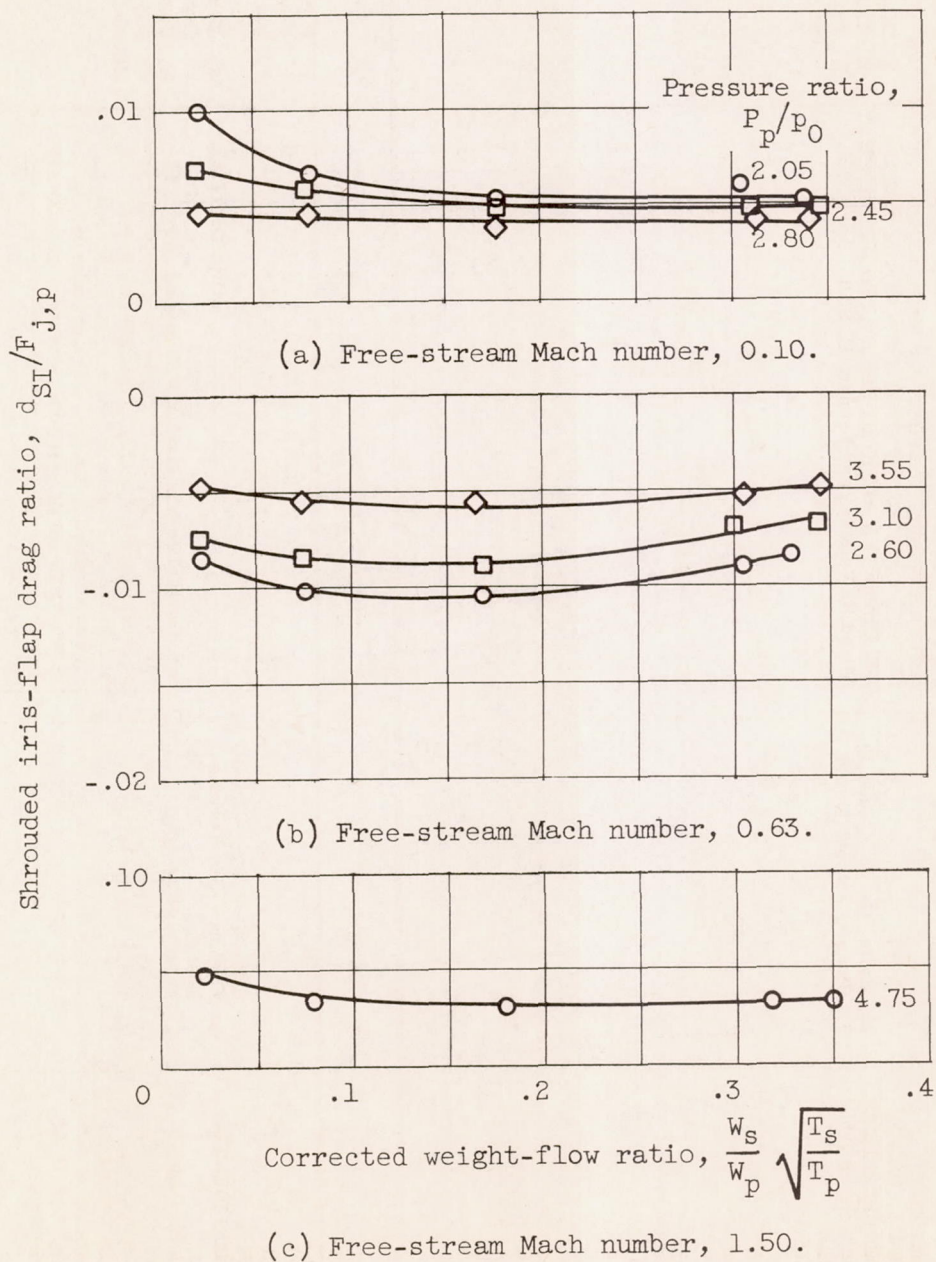 Shrouded iris-flap drag ratio, d_SI/F_j,p
.01
0
Pressure ratio,
P_p/p_0
2.05
2.45
2.80
(a) Free-stream Mach number, 0.10.
0
-.01
-.02
3.55
3.10
2.60
(b) Free-stream Mach number, 0.63.
.10
0
4.75
.1 .2 .3 .4
Corrected weight-flow ratio, W_s/W_p √(T_s/T_p)
(c) Free-stream Mach number, 1.50.